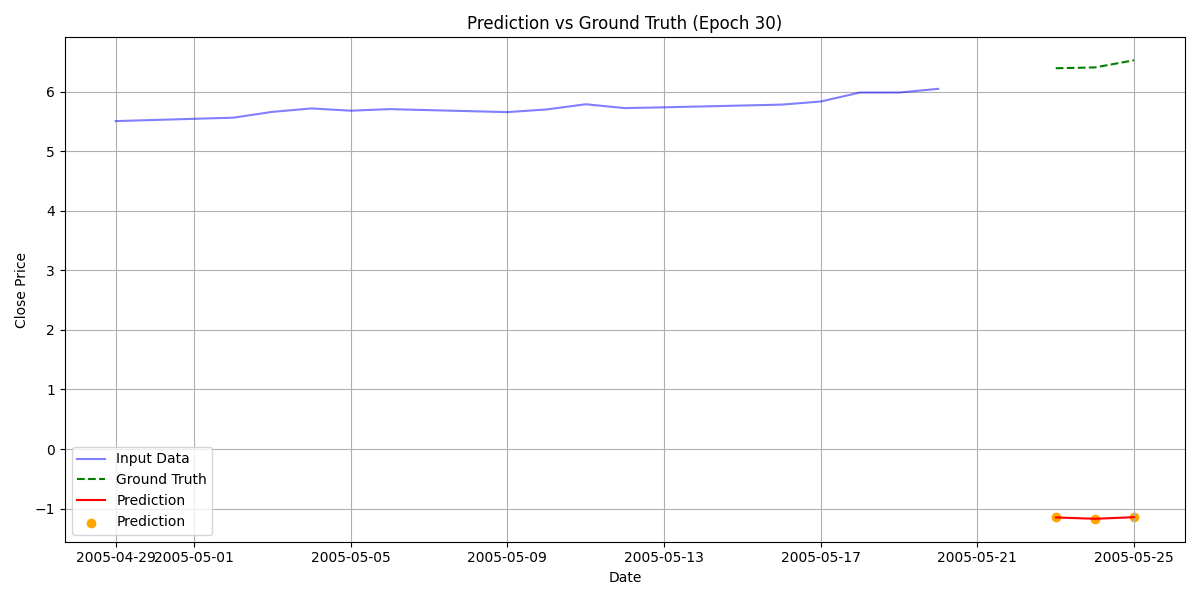 Prediction vs Ground Truth (Epoch 30)
Close Price
6
5
4
3
2
1
0
−1
Input Data
Ground Truth
Prediction
Prediction
2005-04-29 2005-05-01 2005-05-05 2005-05-09 2005-05-13 2005-05-17 2005-05-21 2005-05-25
Date